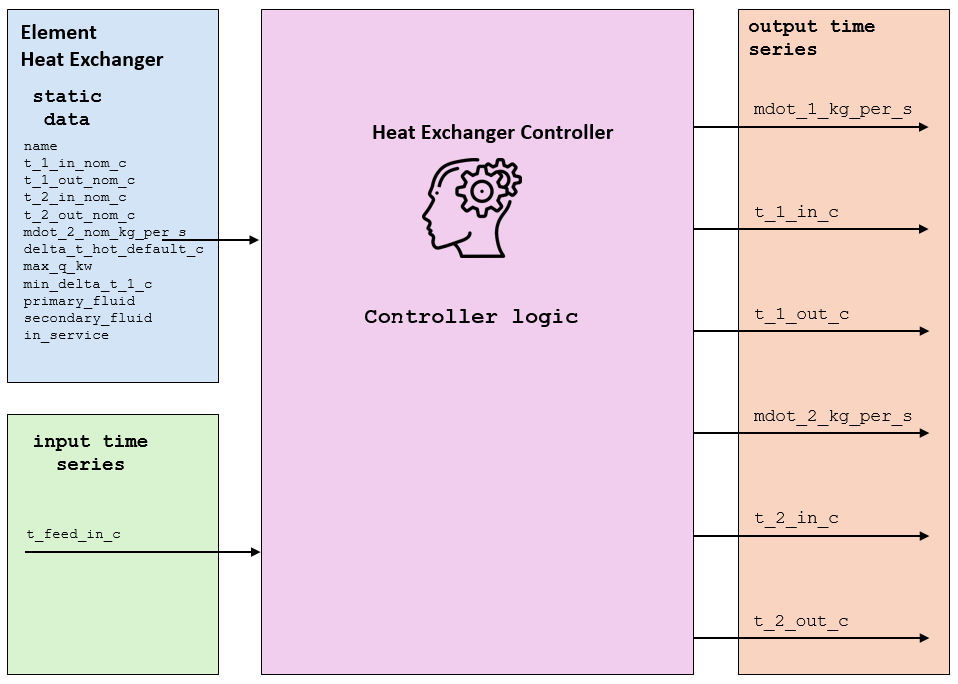 Element
Heat Exchanger
static
data
name
t_1_in_nom_c
t_1_out_nom_c
t_2_in_nom_c
t_2_out_nom_c
mdot_2_nom_kg_per_s
delta_t_hot_default_c
max_q_kw
min_delta_t_1_c
primary_fluid
secondary_fluid
in_service
input time
series
t_feed_in_c
Heat Exchanger Controller
Controller logic
output time
series
mdot_1_kg_per_s
t_1_in_c
t_1_out_c
mdot_2_kg_per_s
t_2_in_c
t_2_out_c